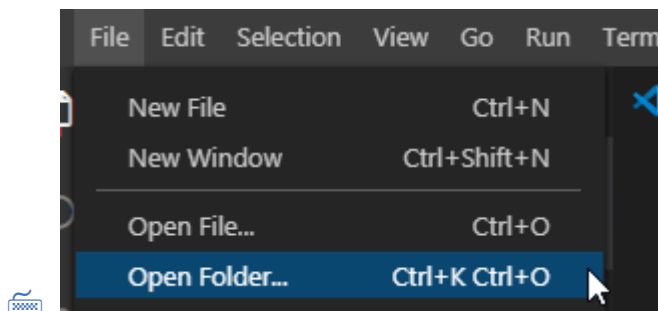 File Edit Selection View Go Run Term
New File Ctrl+N
New Window Ctrl+Shift+N
Open File... Ctrl+O
Open Folder... Ctrl+K Ctrl+O